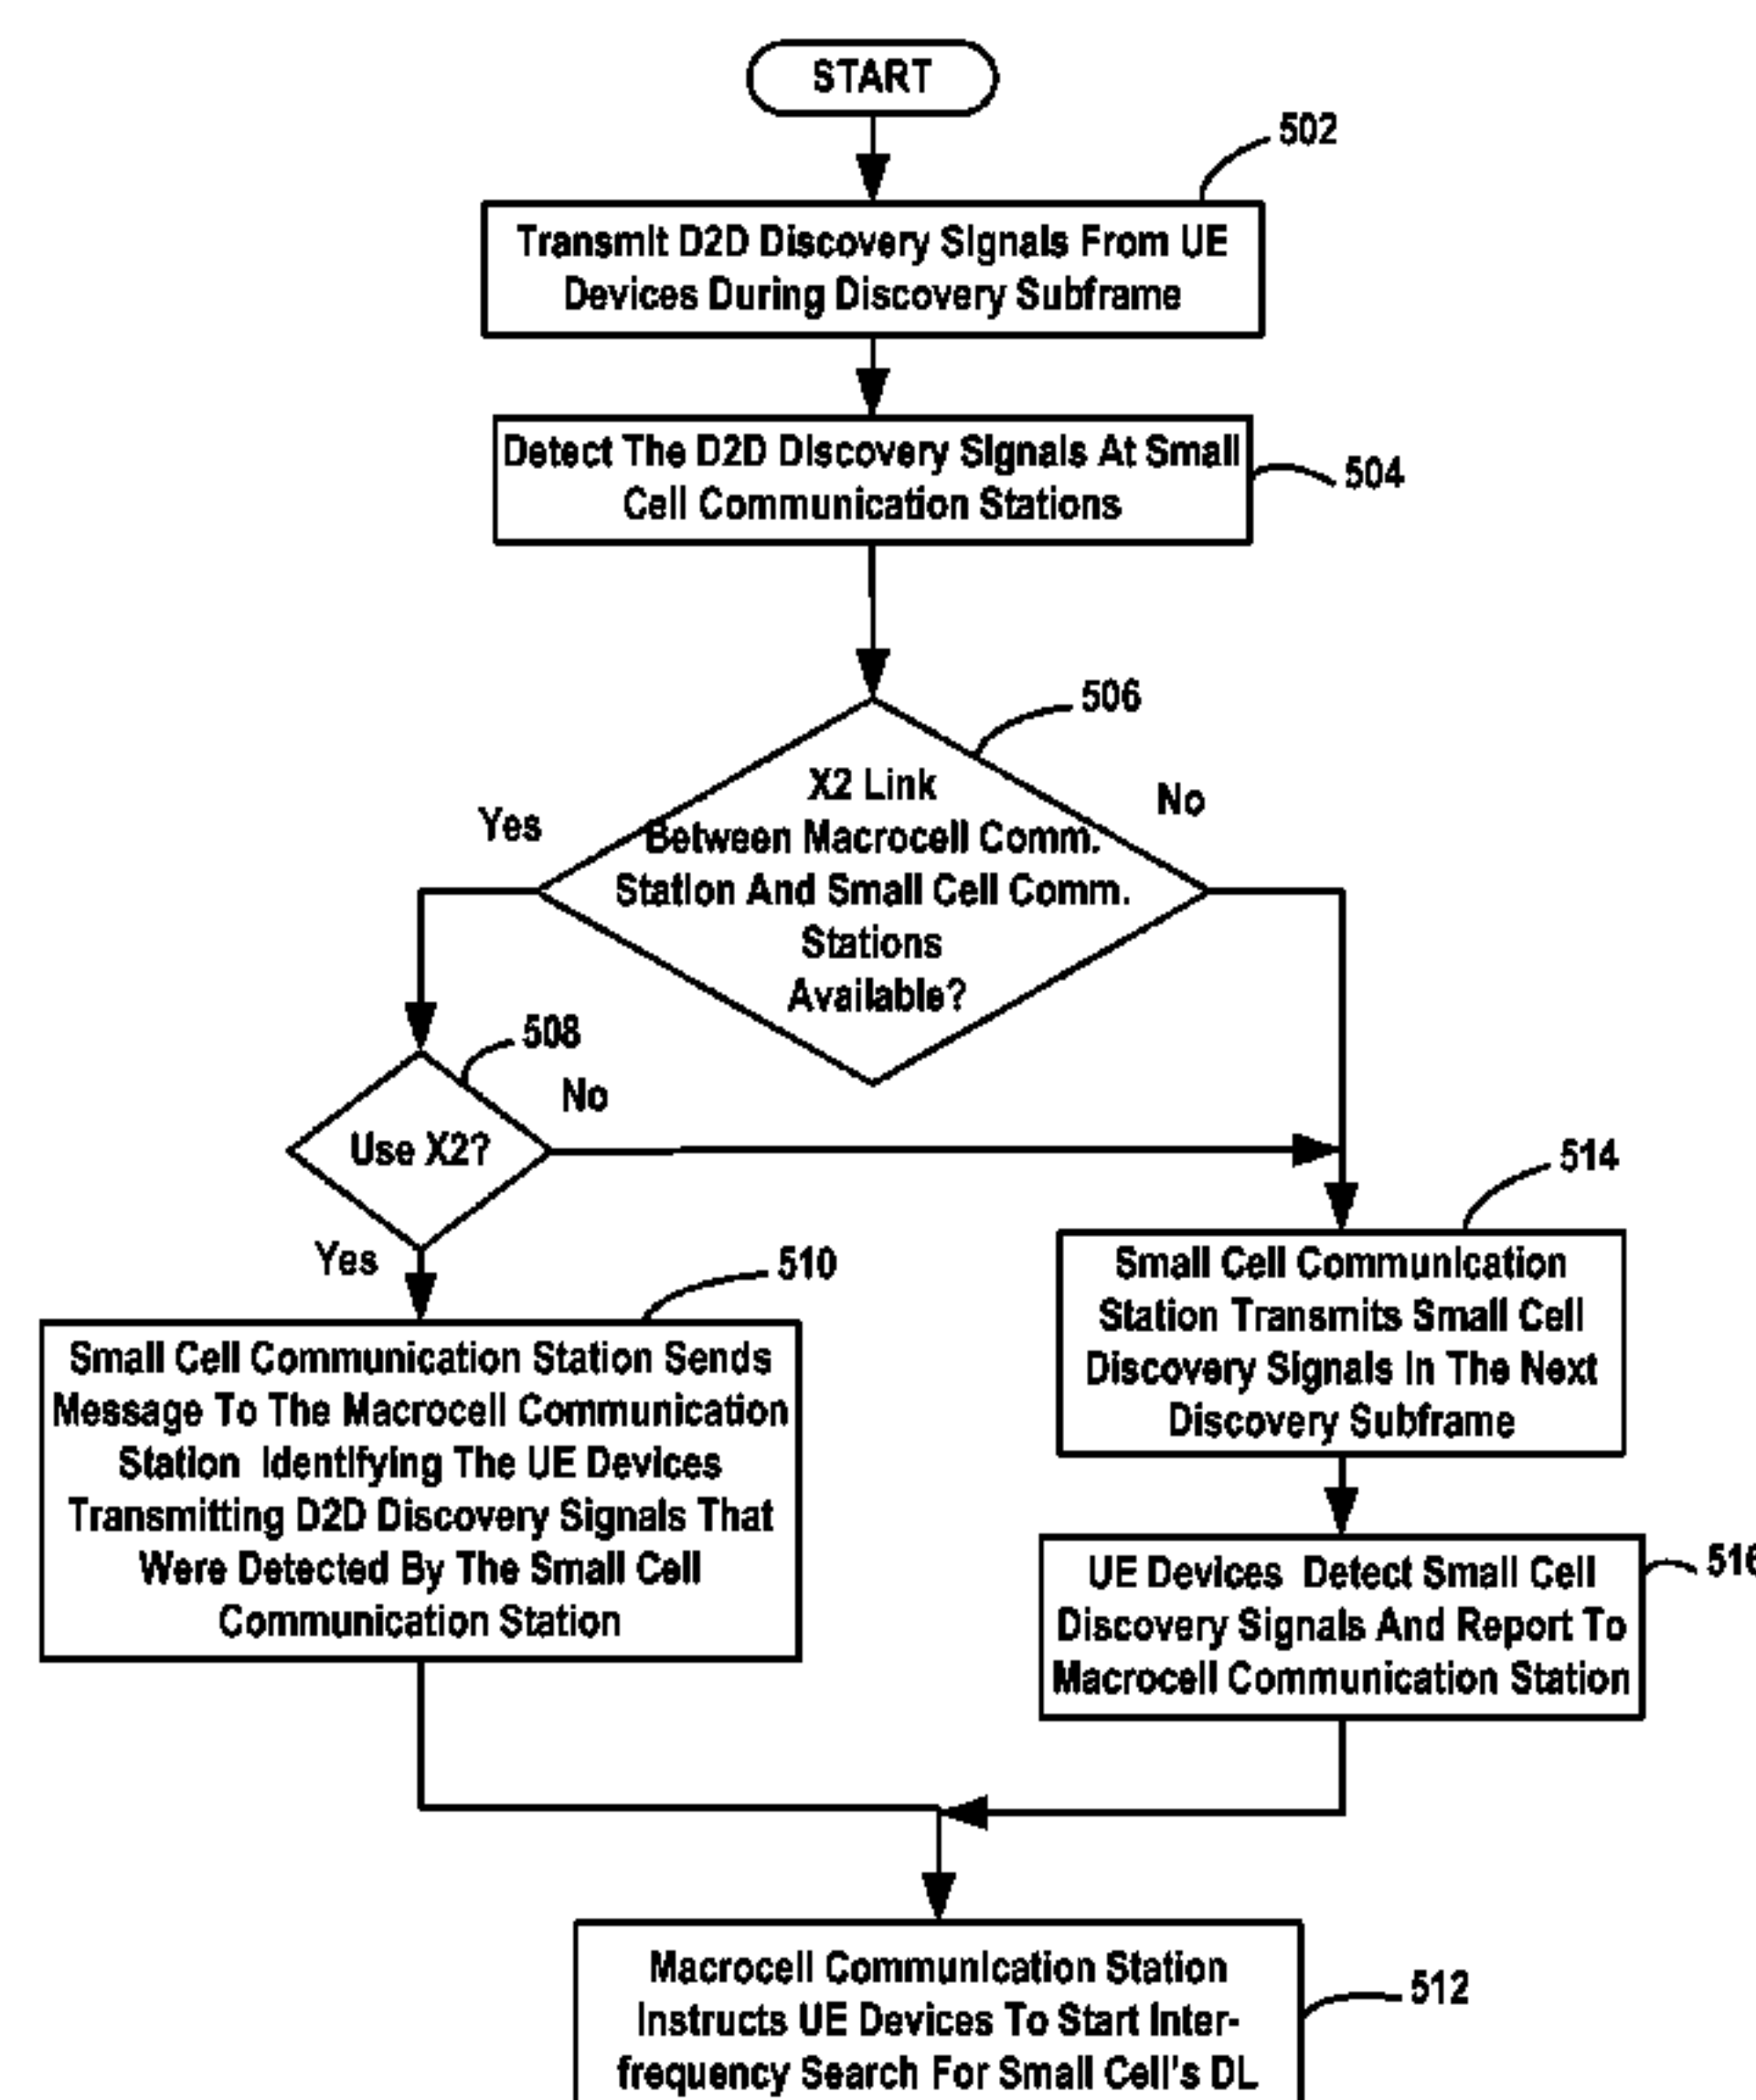 START
502
Transmit D2D Discovery Signals From UE
Devices During Discovery Subframe
Detect The D2D Discovery Signals At Small
Cell Communication Stations
504
506
X2 Link
Between Macrocell Comm.
Station And Small Cell Comm.
Stations
Available?
Yes
No
508
Use X2?
No
Yes
510
Small Cell Communication Station Sends
Message To The Macrocell Communication
Station Identifying The UE Devices
Transmitting D2D Discovery Signals That
Were Detected By The Small Cell
Communication Station
514
Small Cell Communication
Station Transmits Small Cell
Discovery Signals In The Next
Discovery Subframe
516
UE Devices Detect Small Cell
Discovery Signals And Report To
Macrocell Communication Station
Macrocell Communication Station
Instructs UE Devices To Start Inter-
frequency Search For Small Cell's DL
512